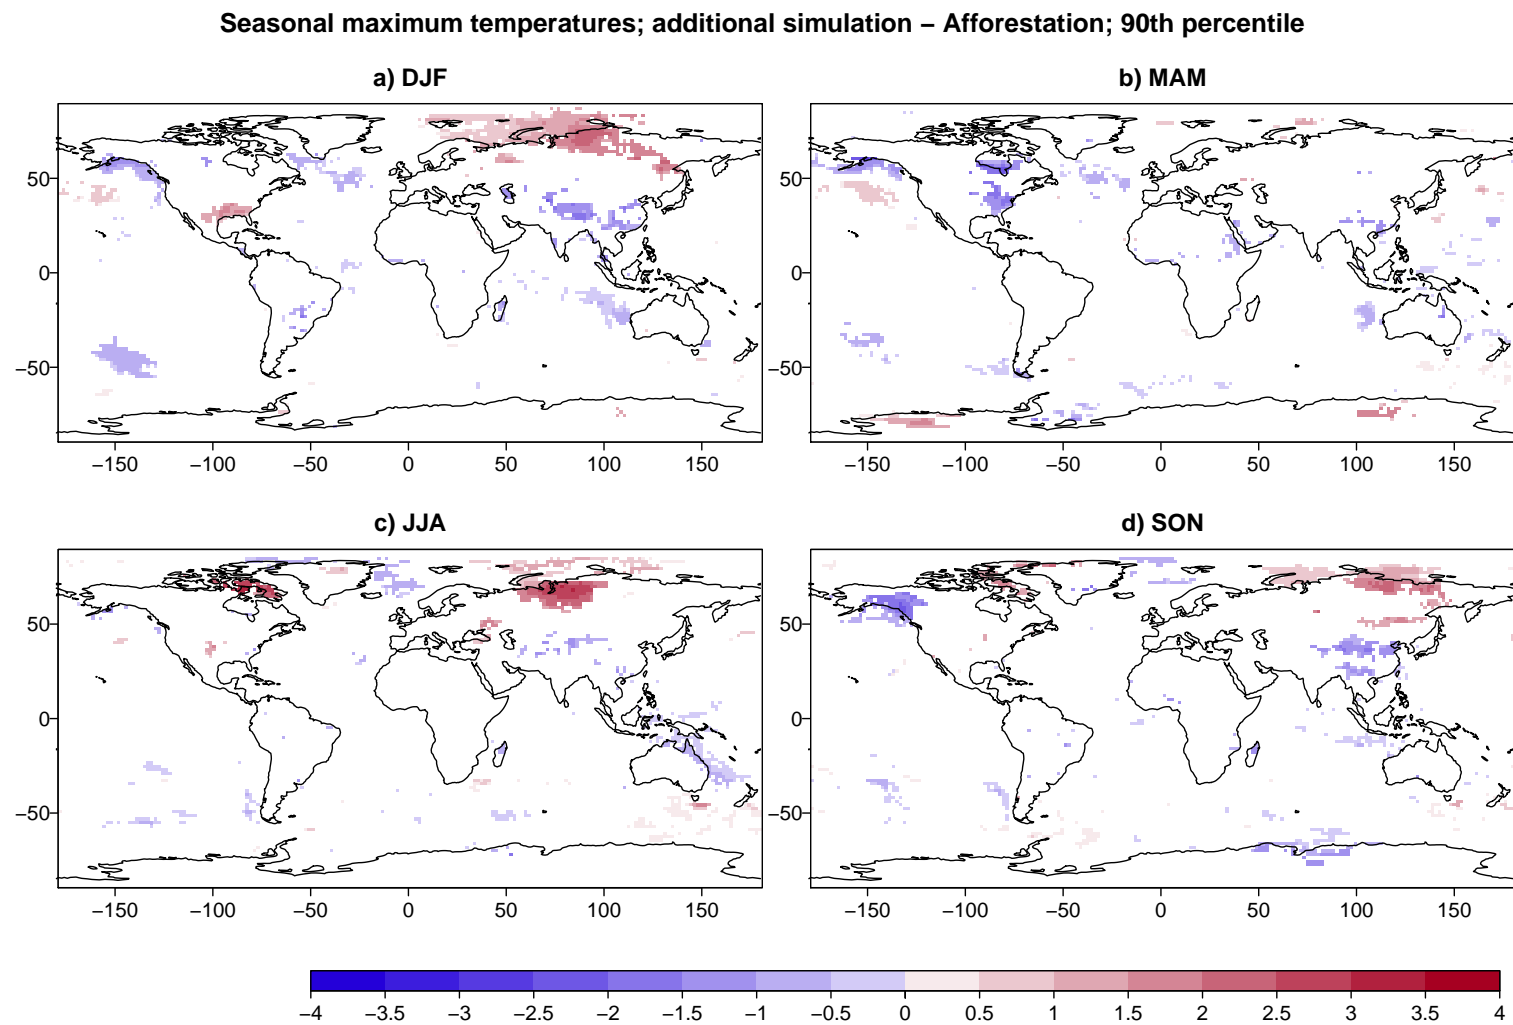 Seasonal maximum temperatures; additional simulation – Afforestation; 90th percentile
a) DJF
b) MAM
50
0
−50
50
0
−50
−150 −100 −50 0 50 100 150
−150 −100 −50 0 50 100 150
c) JJA
d) SON
50
0
−50
50
0
−50
−150 −100 −50 0 50 100 150
−150 −100 −50 0 50 100 150
−4 −3.5 −3 −2.5 −2 −1.5 −1 −0.5 0 0.5 1 1.5 2 2.5 3 3.5 4